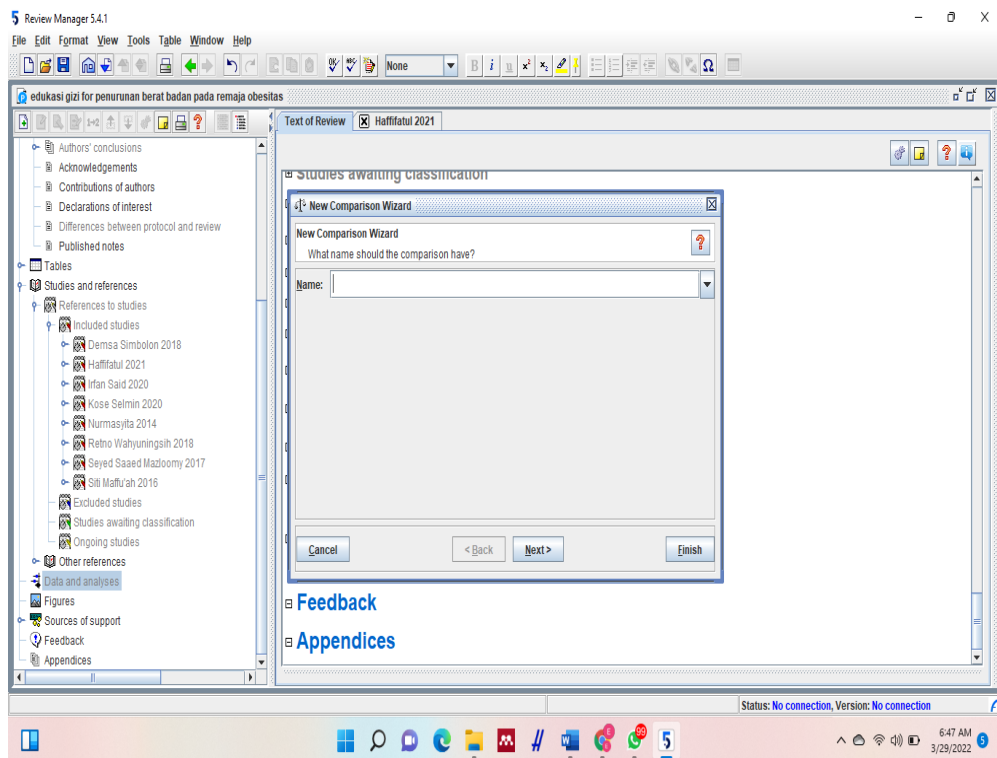 5 Review Manager 5.4.1
File Edit Format View Tools Table Window Help
None
B i u x² x₂ Ω
edukasi gizi for penurunan berat badan pada remaja obesitas
Text of Review Haffifatul 2021
Authors' conclusions
Acknowledgements
Contributions of authors
Declarations of interest
Differences between protocol and review
Published notes
Tables
Studies and references
References to studies
Included studies
Demsa Simbolon 2018
Haffifatul 2021
Irfan Said 2020
Kose Selmin 2020
Nurmasyita 2014
Retno Wahyuningsih 2018
Seyed Saaed Mazloomy 2017
Siti Maffu'ah 2016
Excluded studies
Studies awaiting classification
Ongoing studies
Other references
Data and analyses
Figures
Sources of support
Feedback
Appendices
Studies awaiting classification
New Comparison Wizard
New Comparison Wizard
What name should the comparison have?
Name:
Cancel < Back Next > Finish
Feedback
Appendices
Status: No connection, Version: No connection
99
6:47 AM
3/29/2022
5